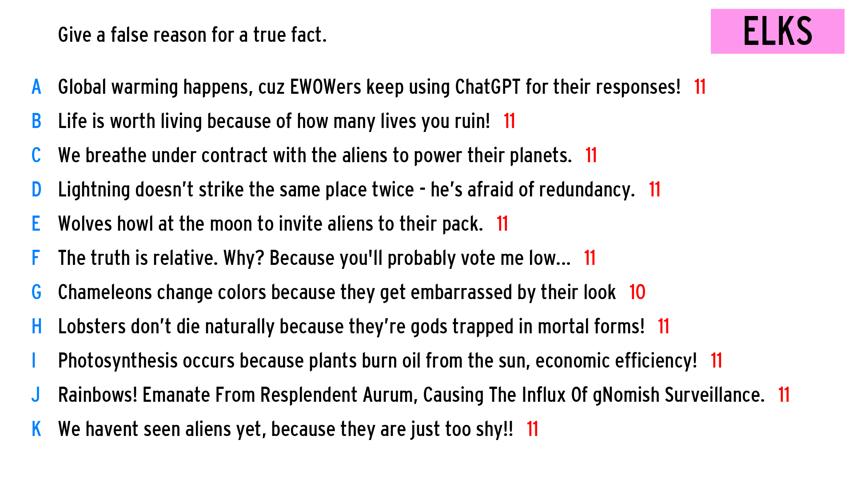 Give a false reason for a true fact.
ELKS
A Global warming happens, cuz EWOWers keep using ChatGPT for their responses! 11
B Life is worth living because of how many lives you ruin! 11
C We breathe under contract with the aliens to power their planets. 11
D Lightning doesn't strike the same place twice - he's afraid of redundancy. 11
E Wolves howl at the moon to invite aliens to their pack. 11
F The truth is relative. Why? Because you'll probably vote me low... 11
G Chameleons change colors because they get embarrassed by their look 10
H Lobsters don't die naturally because they're gods trapped in mortal forms! 11
I Photosynthesis occurs because plants burn oil from the sun, economic efficiency! 11
J Rainbows! Emanate From Resplendent Aurum, Causing The Influx Of gNomish Surveillance. 11
K We havent seen aliens yet, because they are just too shy!! 11